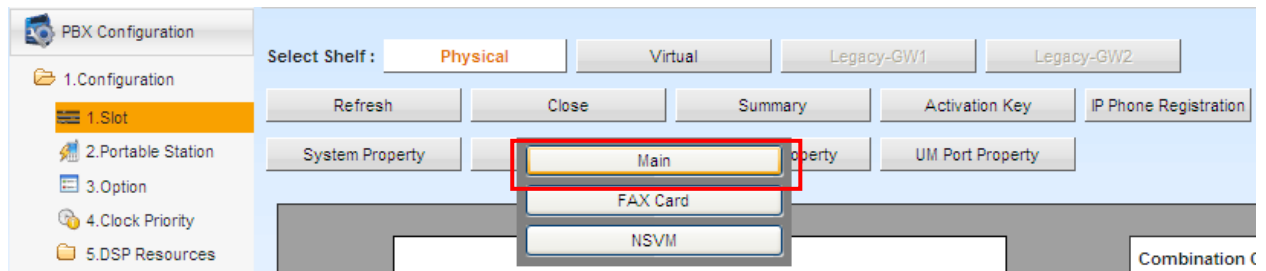 PBX Configuration
1.Configuration
1.Slot
2.Portable Station
3.Option
4.Clock Priority
5.DSP Resources
Select Shelf : Physical Virtual Legacy-GW1 Legacy-GW2
Refresh Close Summary Activation Key IP Phone Registration
System Property operty UM Port Property
Main
FAX Card
NSVM
Combination